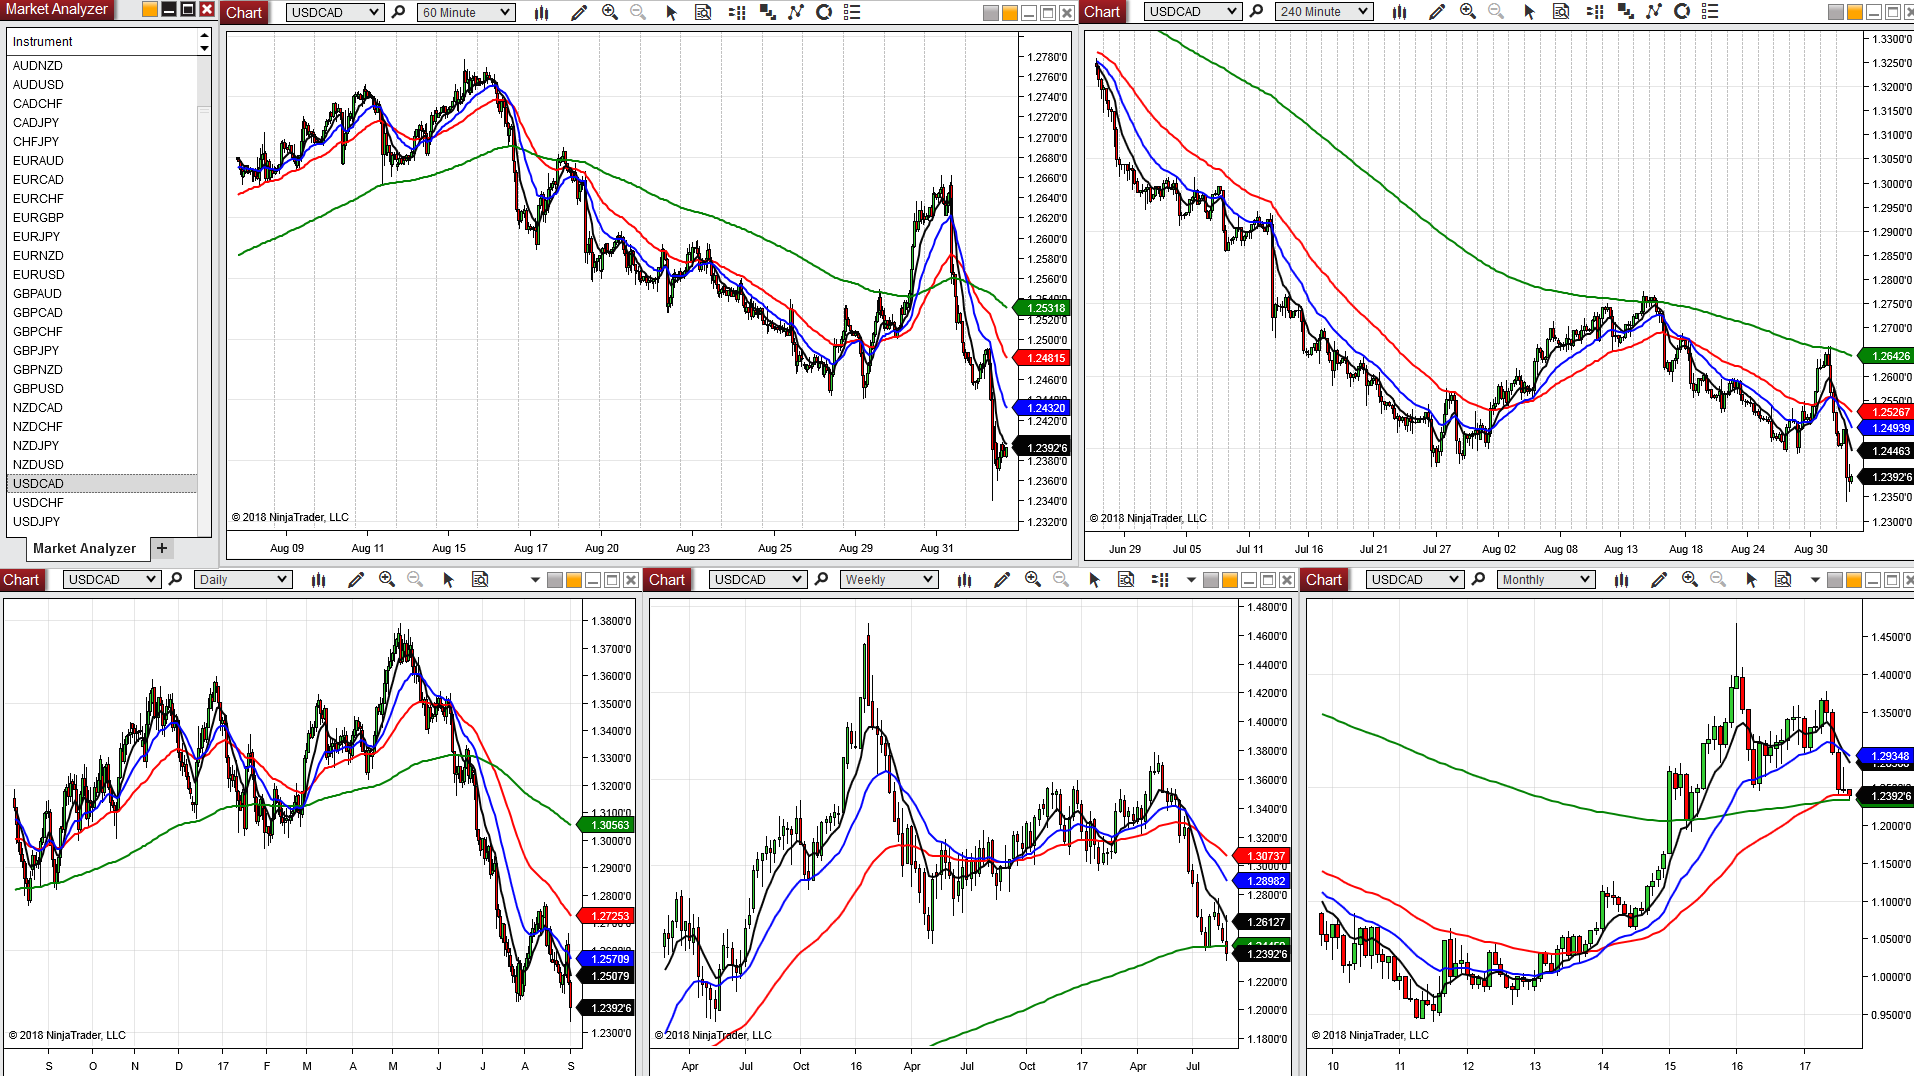 Market Analyzer
Instrument
AUDNZD
AUDUSD
CADCHF
CADJPY
CHFJPY
EURAUD
EURCAD
EURCHF
EURGBP
EURJPY
EURNZD
EURUSD
GBPAUD
GBPCAD
GBPCHF
GBPJPY
GBPNZD
GBPUSD
NZDCAD
NZDCHF
NZDJPY
NZDUSD
USDCAD
USDCHF
USDJPY
Market Analyzer +
Chart USDCAD 60 Minute
1.2780'0
1.2760'0
1.2740'0
1.2720'0
1.2700'0
1.2680'0
1.2660'0
1.2640'0
1.2620'0
1.2600'0
1.2580'0
1.2560'0
1.25318
1.2520'0
1.2500'0
1.24815
1.2460'0
1.24320
1.2420'0
1.2392'6
1.2380'0
1.2360'0
1.2340'0
1.2320'0
© 2018 NinjaTrader, LLC
Aug 09 Aug 11 Aug 15 Aug 17 Aug 20 Aug 23 Aug 25 Aug 29 Aug 31
Chart USDCAD 240 Minute
1.3300'0
1.3250'0
1.3200'0
1.3150'0
1.3100'0
1.3050'0
1.3000'0
1.2950'0
1.2900'0
1.2850'0
1.2800'0
1.2750'0
1.2700'0
1.26426
1.2600'0
1.25267
1.24939
1.24463
1.2392'6
1.2350'0
1.2300'0
© 2018 NinjaTrader, LLC
Jun 29 Jul 05 Jul 11 Jul 16 Jul 21 Jul 27 Aug 02 Aug 08 Aug 13 Aug 18 Aug 24 Aug 30
Chart USDCAD Daily
1.3800'0
1.3700'0
1.3600'0
1.3500'0
1.3400'0
1.3300'0
1.3200'0
1.3100'0
1.30563
1.3000'0
1.2900'0
1.2800'0
1.27253
1.25709
1.25079
1.2392'6
1.2300'0
© 2018 NinjaTrader, LLC
S O N D 17 F M A M J J A S
Chart USDCAD Weekly
1.4800'0
1.4600'0
1.4400'0
1.4200'0
1.4000'0
1.3800'0
1.3600'0
1.3400'0
1.3200'0
1.30737
1.3000'0
1.28982
1.2800'0
1.26127
1.2392'6
1.2200'0
1.2000'0
1.1800'0
© 2018 NinjaTrader, LLC
Apr Jul Oct 16 Apr Jul Oct 17 Apr Jul
Chart USDCAD Monthly
1.4500'0
1.4000'0
1.3500'0
1.29348
1.2392'6
1.2000'0
1.1500'0
1.1000'0
1.0500'0
1.0000'0
0.9500'0
© 2018 NinjaTrader, LLC
10 11 12 13 14 15 16 17